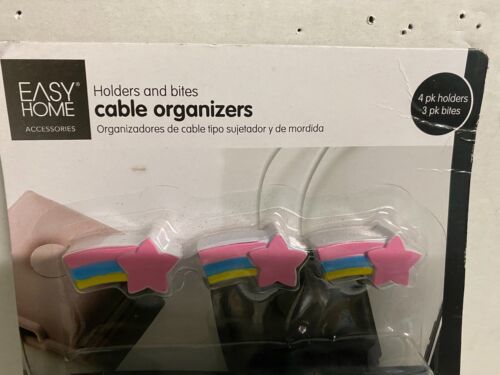 EASY®
HOME
ACCESSORIES
Holders and bites
cable organizers
Organizadores de cable tipo sujetador y de mordida
4 pk holders
3 pk bites